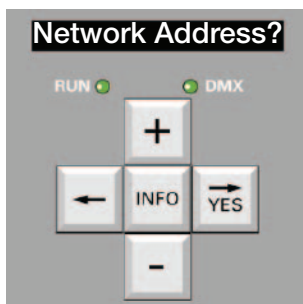 Network Address?
RUN DMX
+
INFO YES
-